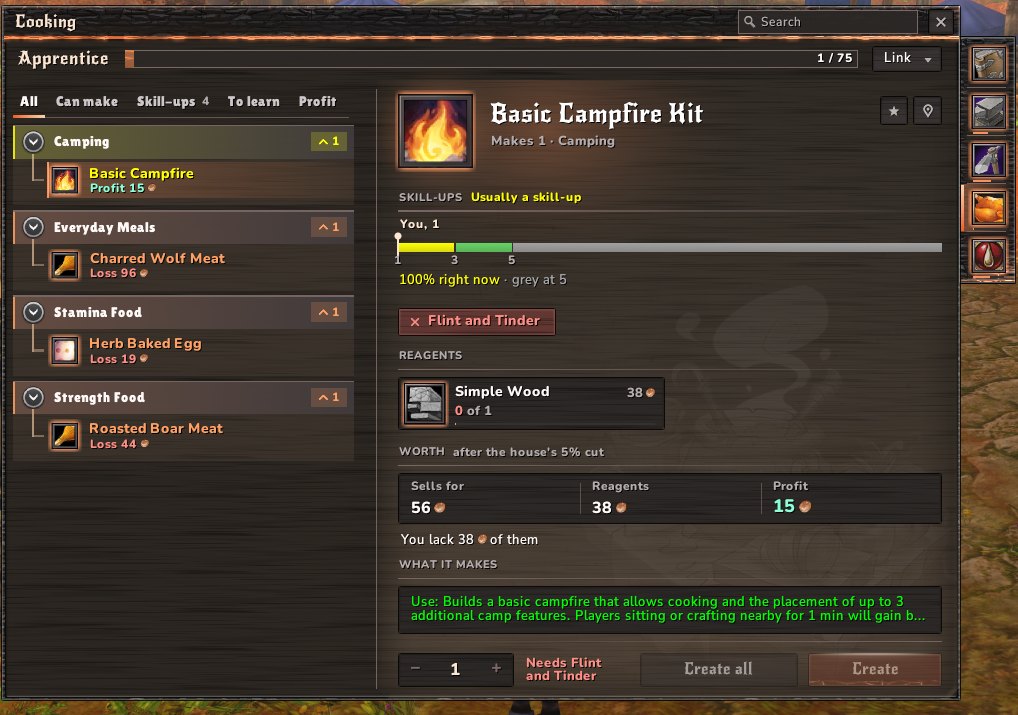 Cooking
Search
Apprentice
1 / 75
Link
All Can make Skill-ups 4 To learn Profit
Camping 1
Basic Campfire
Profit 15
Everyday Meals 1
Charred Wolf Meat
Loss 96
Stamina Food 1
Herb Baked Egg
Loss 19
Strength Food 1
Roasted Boar Meat
Loss 44
Basic Campfire Kit
Makes 1 · Camping
SKILL-UPS Usually a skill-up
You, 1
1 3 5
100% right now · grey at 5
× Flint and Tinder
REAGENTS
Simple Wood 38
0 of 1
WORTH after the house's 5% cut
Sells for Reagents Profit
56 38 15
You lack 38 of them
WHAT IT MAKES
Use: Builds a basic campfire that allows cooking and the placement of up to 3
additional camp features. Players sitting or crafting nearby for 1 min will gain b...
− 1 +
Needs Flint
and Tinder
Create all
Create